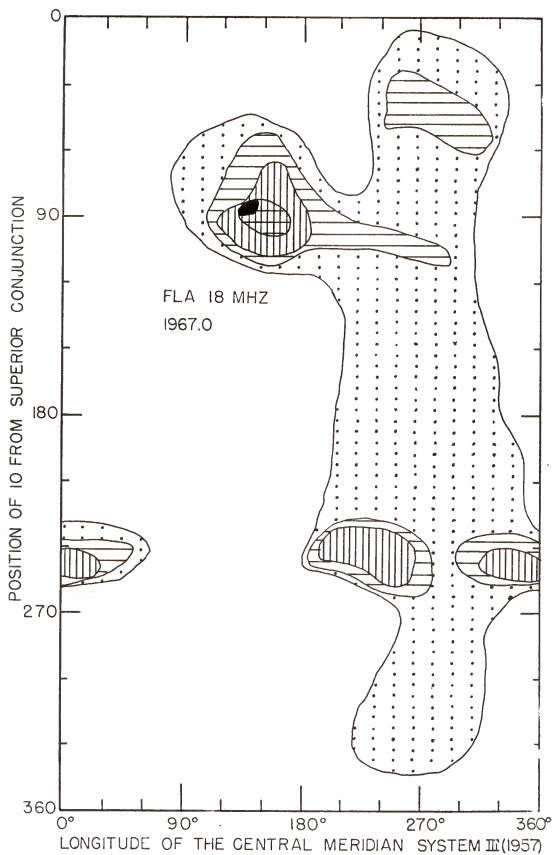 0
90
180
270
360
POSITION OF IO FROM SUPERIOR CONJUNCTION
FLA 18 MHZ
1967.0
0° 90° 180° 270° 360°
LONGITUDE OF THE CENTRAL MERIDIAN SYSTEM III (1957)